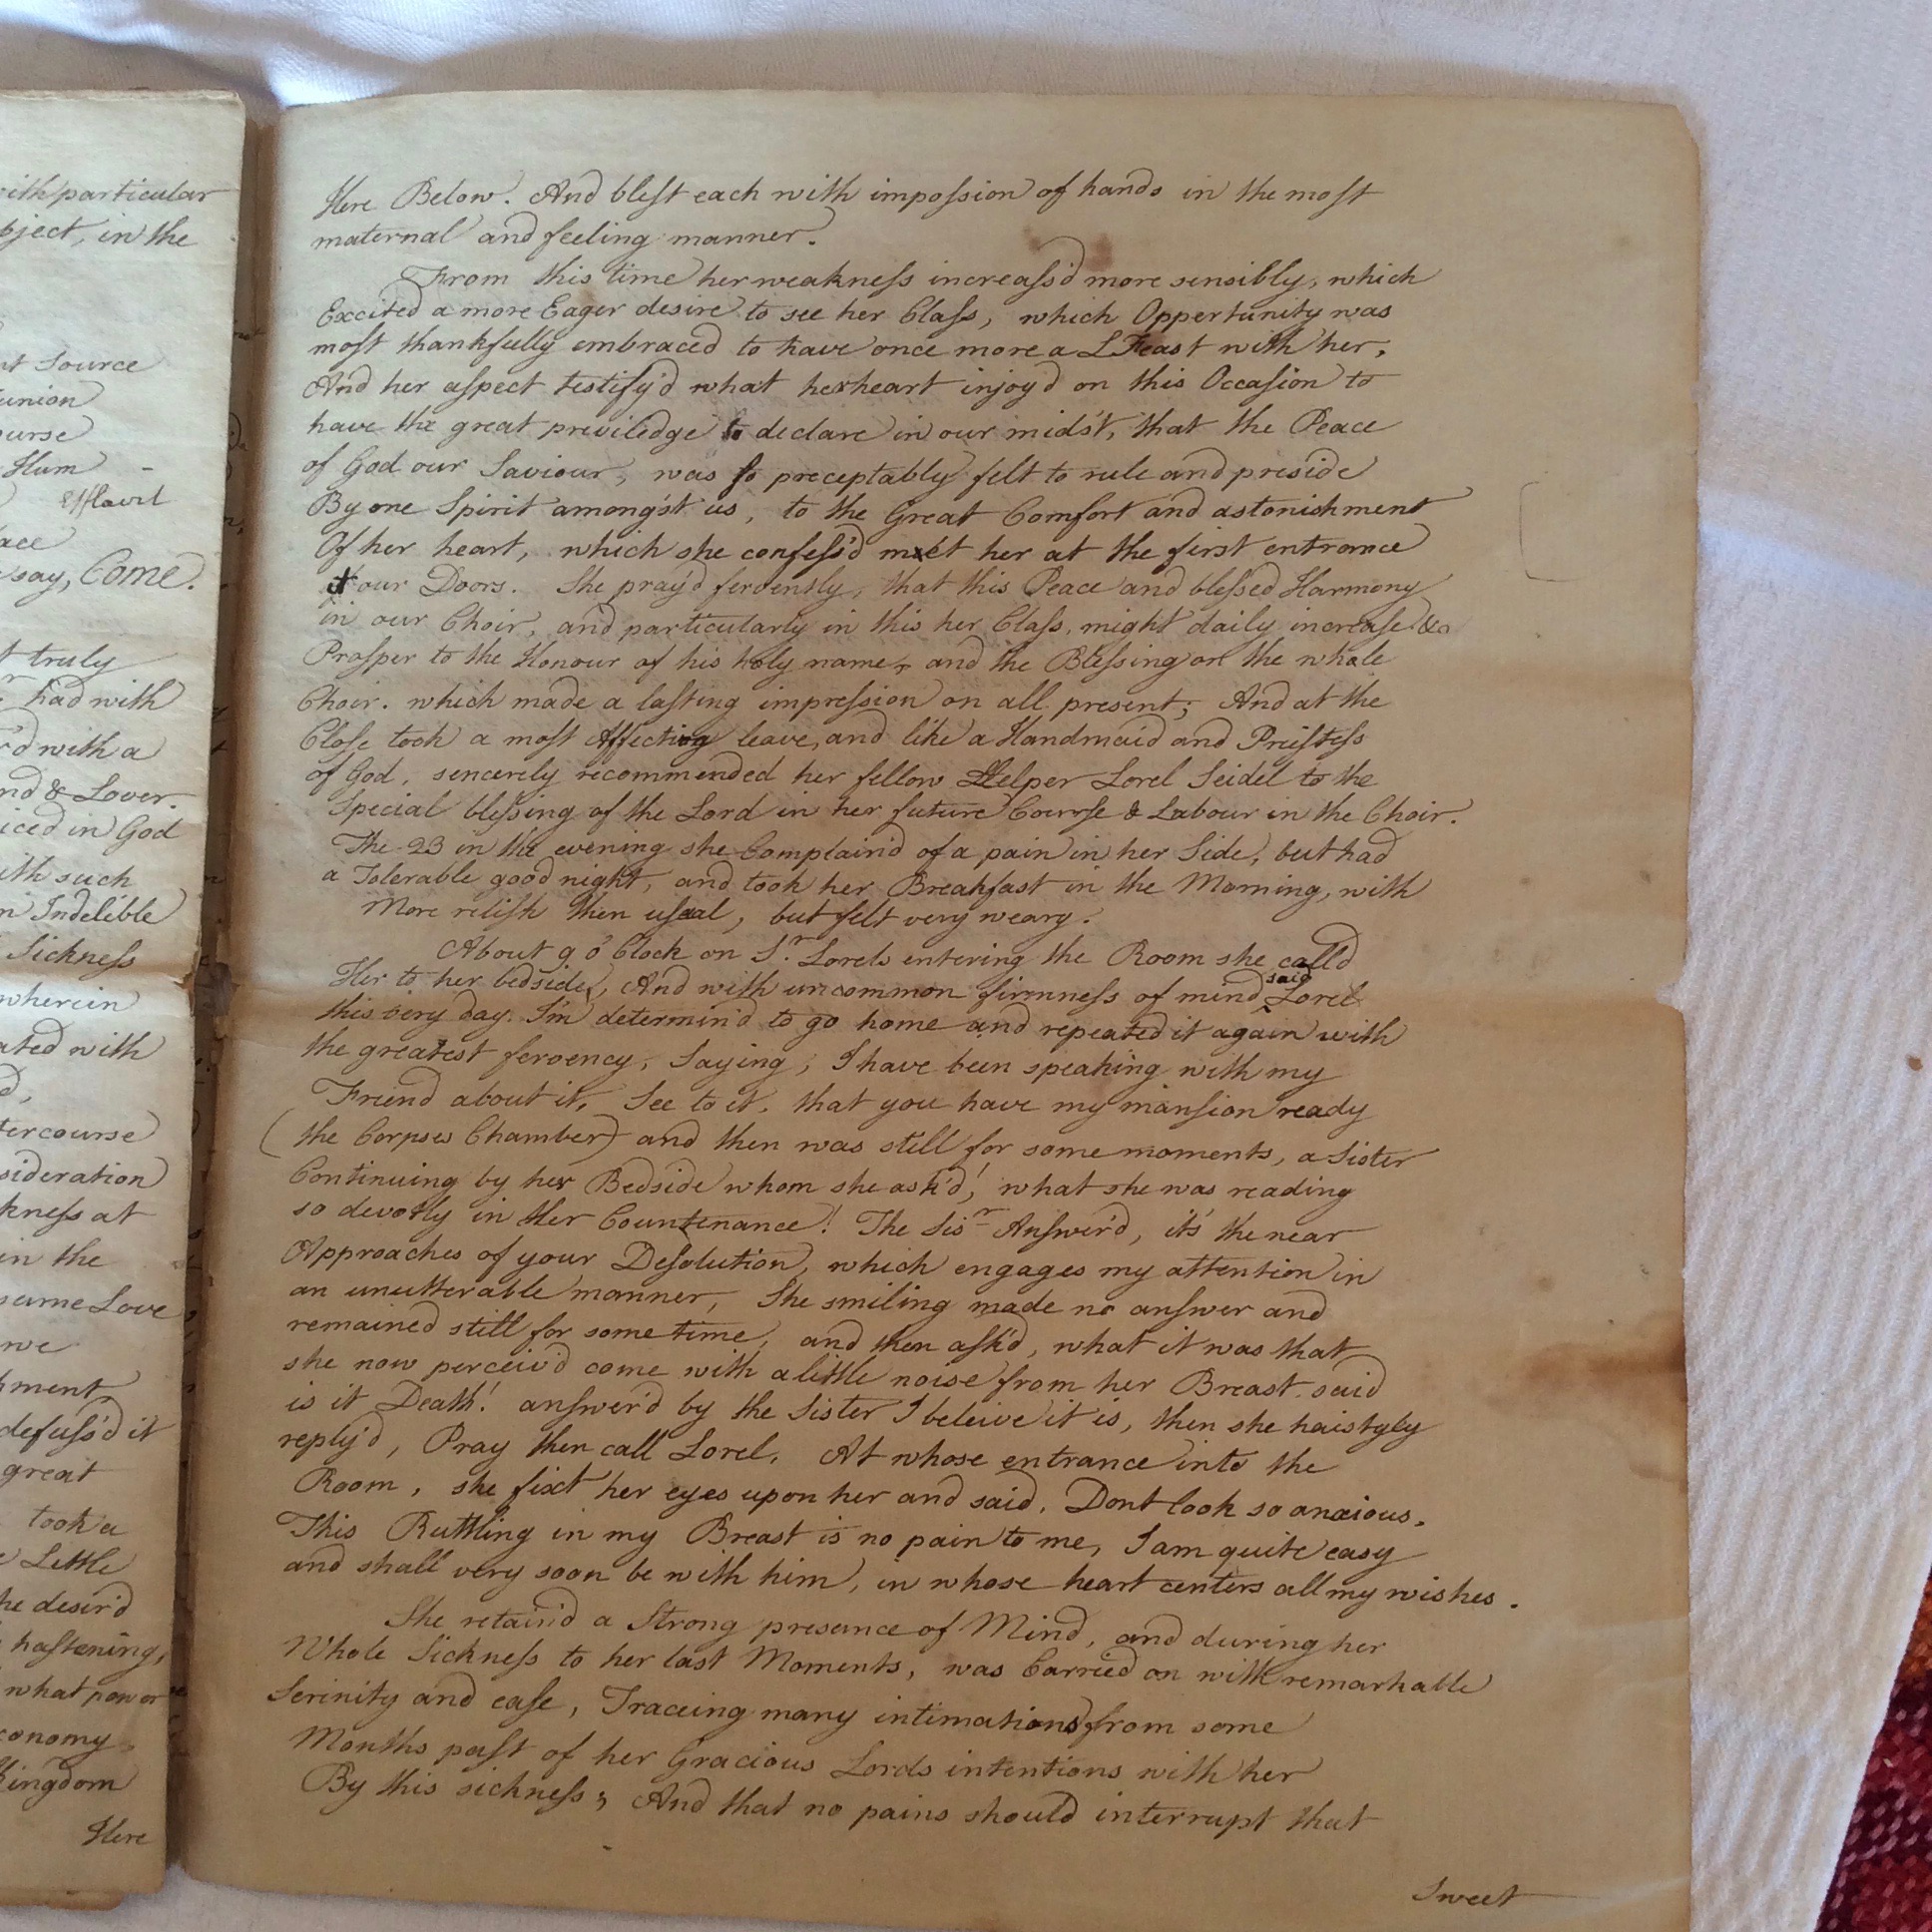 ith particular
bject, in the
nt Source
union
ourse
Hum -
Efflavit
ace
say, Come.
t truly
r had with
r'd with a
nd & Lover.
iced in God
ith such
n Indelible
Sickness
wherein
ated with
d,
tercourse
sideration
kness at
in the
same Love
we
hment
defus'd it
great
took a
e Little
he desir'd
hastening,
what power
conomy
Kingdom
Here
Here Below. And blest each with impossion of hands in the most
maternal and feeling manner.
From this time her weakness increas'd more sensibly, which
Excited a more Eager desire to see her Class, which Oppertunity was
most thankfully embraced to have once more a LFeast with her.
And her aspect testify'd what her heart injoy'd on this Occasion to
have the great previledge to declare in our mids't, that the Peace
of God our Saviour, was so preceptably felt to rule and preside
By one Spirit among'st us, to the Great Comfort and astonishment
Of her heart, which she confess'd met her at the first entrance
our Doors. She pray'd fervently, that this Peace and blessed Harmony
in our Choir, and particularly in this her Class, might daily increase &
Prosper to the Honour of his holy name, and the Blessing on the whole
Choir. which made a lasting impression on all present; And at the
Close took a most Affecting leave, and like a Handmaid and Preistess
of God, sencerely recommended her fellow Helper Lorel Seidel to the
Special blessing of the Lord in her future Course & Labour in the Choir.
The 23 in the evening she Complain'd of a pain in her Side, but had
a Tolerable good night, and took her Breakfast in the Morning, with
More relish then usual, but felt very weary.
About 9 o'Clock on Sr. Lorels entering the Room she call'd
Her to her bedside, And with uncommon firmness of mind said Lorel
this very day I'm determin'd to go home and repeated it again with
the greatest fervency, Saying, I have been speaking with my
Friend about it, See to it, that you have my mansion ready
(the Corpses Chamber) and then was still for some moments, a Sister
Continuing by her Bedside whom she ask'd! what she was reading
so devotly in Her Countenance! The Sisr Answer'd, it's the near
Approaches of your Desolution, which engages my attention in
an unutterable manner, She smiling made no answer and
remained still for some time, and then ask'd, what it was that
she now perceiv'd come with a little noise from her Breast said
is it Death! answer'd by the Sister I beleive it is, then she haistyly
reply'd, Pray then call Lorel, At whose entrance into the
Room, she fixt her eyes upon her and said, Dont look so anxious.
This Ruttling in my Breast is no pain to me, I am quite easy
and shall very soon be with him, in whose heart centers all my wishes.
She retain'd a Strong presance of Mind, and during her
Whole Sickness to her last Moments, was Carried on with remarkable
Serinity and ease, Traceing many intimations from some
Months past of her Gracious Lords intentions with her
By this sickness, And that no pains should interrupt that
Sweet